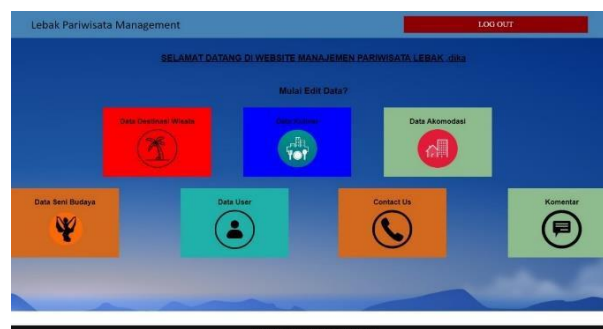 Lebak Pariwisata Management
LOG OUT
SELAMAT DATANG DI WEBSITE MANAJEMEN PARIWISATA LEBAK ,dika
Mulai Edit Data?
Data Destinasi Wisata
Data Akomodasi
Data Seni Budaya
Data User
Contact Us
Komentar